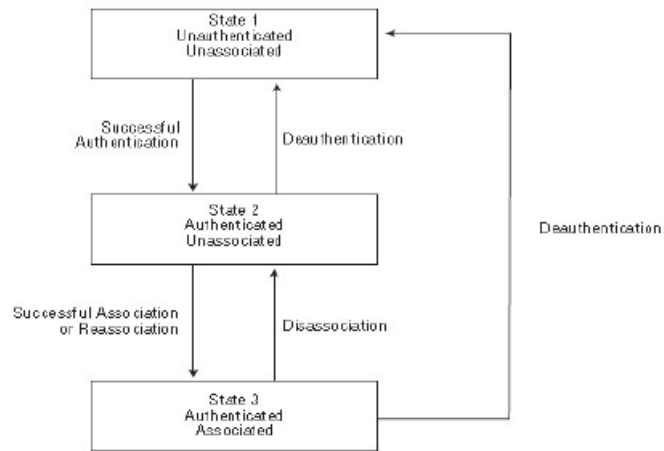 State 1
Unauthenticated
Unassociated
Successful
Authentication
Deauthentication
State 2
Authenticated
Unassociated
Deauthentication
Successful Association
or Reassociation
Disassociation
State 3
Authenticated
Associated